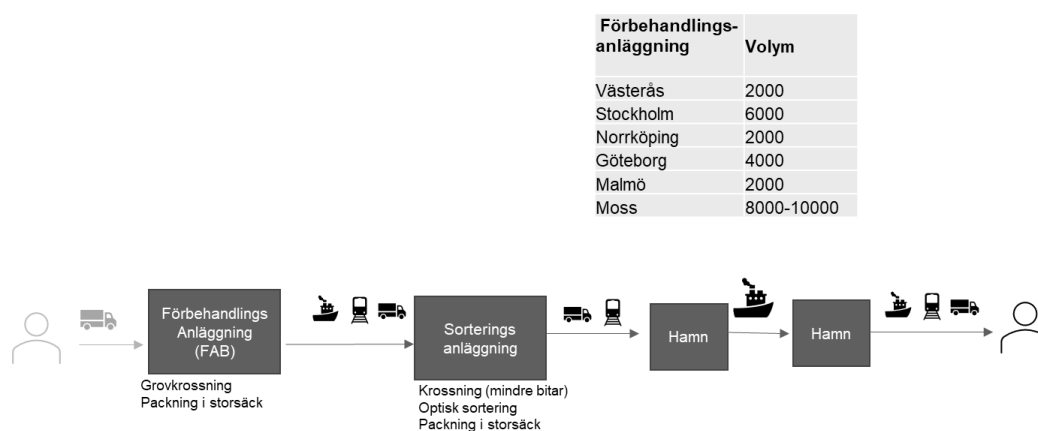 Förbehandlings-
anläggning Volym
Västerås 2000
Stockholm 6000
Norrköping 2000
Göteborg 4000
Malmö 2000
Moss 8000-10000
Förbehandlings
Anläggning
(FAB)
Grovkrossning
Packning i storsäck
Sorterings
anläggning
Krossning (mindre bitar)
Optisk sortering
Packning i storsäck
Hamn
Hamn